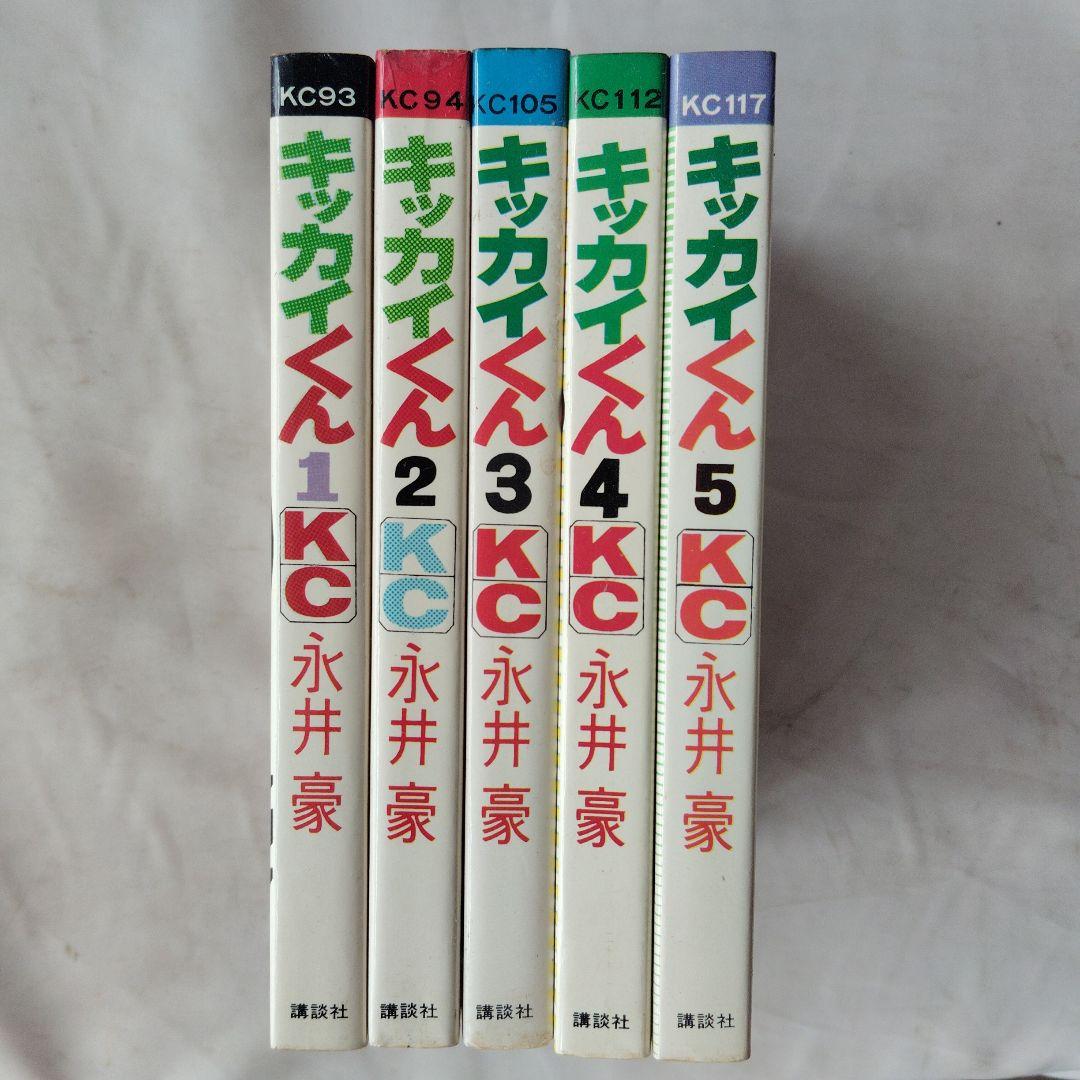 KC93
キッカイくん
1
KC
永井豪
講談社
KC94
キッカイくん
2
KC
永井豪
講談社
KC105
キッカイくん
3
KC
永井豪
講談社
KC112
キッカイくん
4
KC
永井豪
講談社
KC117
キッカイくん
5
KC
永井豪
講談社